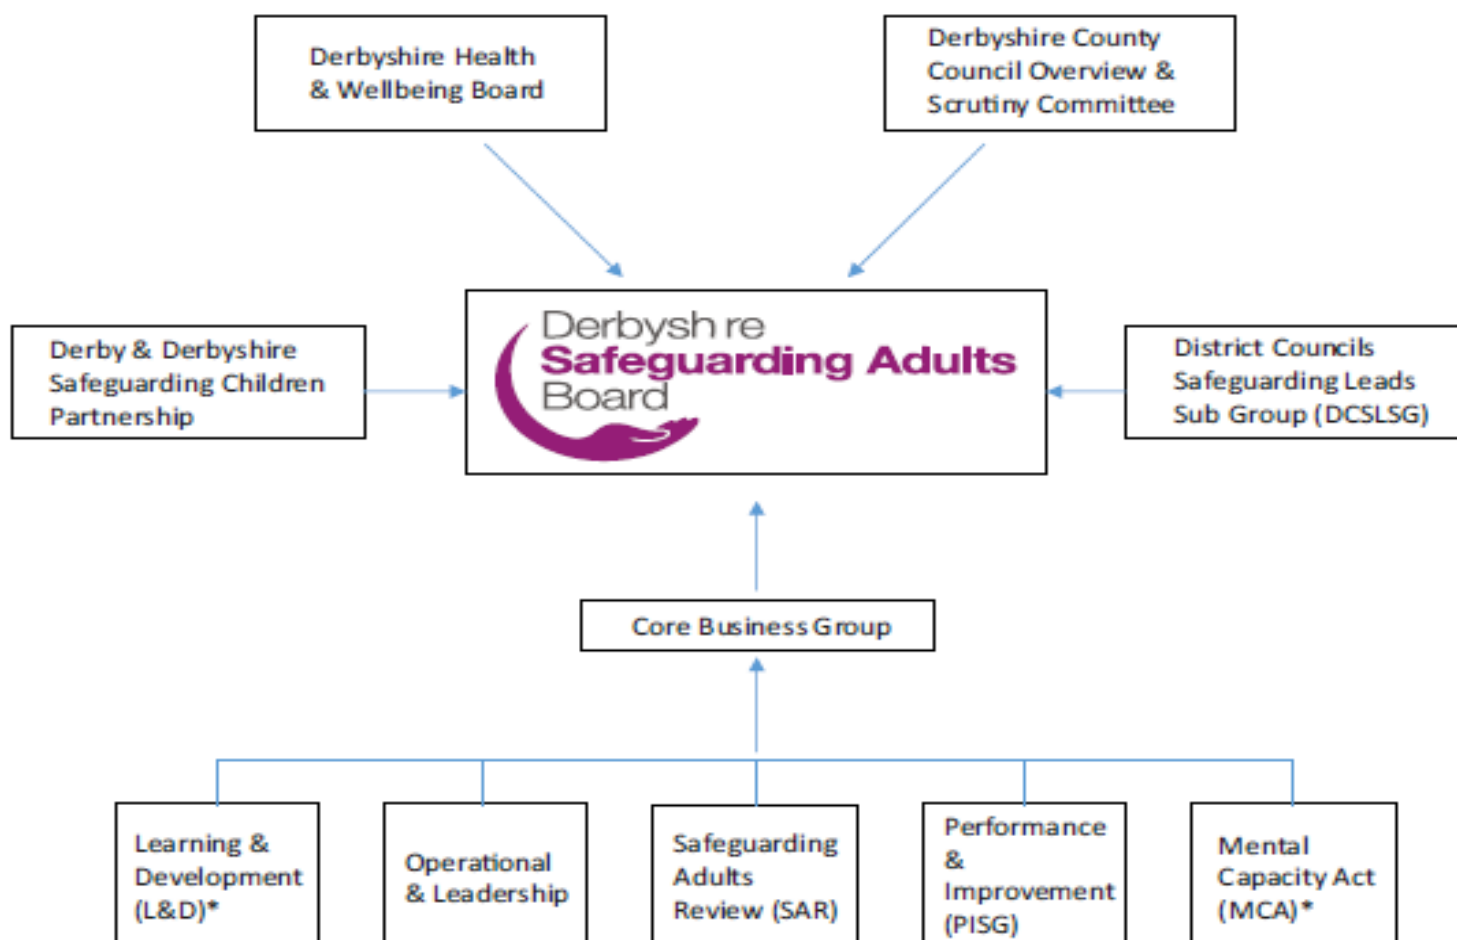 Derbyshire Health
& Wellbeing Board
Derbyshire County
Council Overview &
Scrutiny Committee
Derby & Derbyshire
Safeguarding Children
Partnership
Derbysh re
Safeguarding Adults
Board
District Councils
Safeguarding Leads
Sub Group (DCSLSG)
Core Business Group
Learning &
Development
(L&D)*
Operational
& Leadership
Safeguarding
Adults
Review (SAR)
Performance
&
Improvement
(PISG)
Mental
Capacity Act
(MCA)*